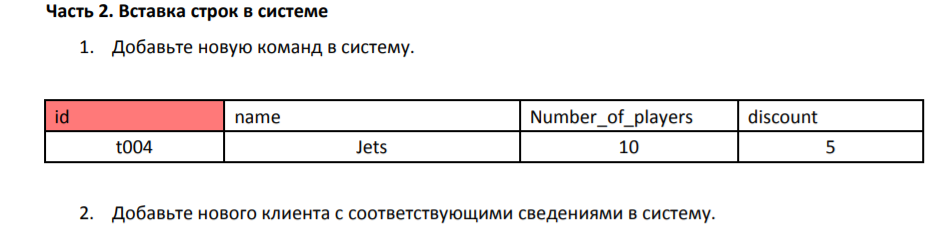 Часть 2. Вставка строк в системе
1. Добавьте новую команд в систему.
id name Number_of_players discount
t004 Jets 10 5
2. Добавьте нового клиента с соответствующими сведениями в систему.